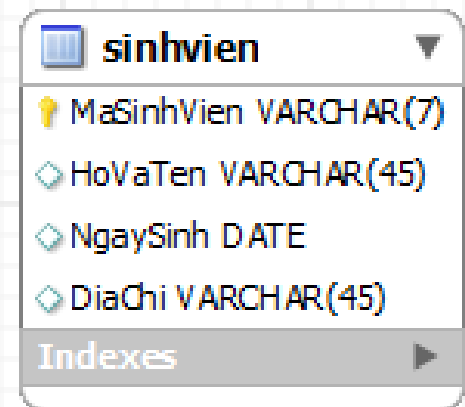 sinhvien
MaSinhVien VARCHAR(7)
HoVaTen VARCHAR(45)
NgaySinh DATE
DiaChi VARCHAR(45)
Indexes